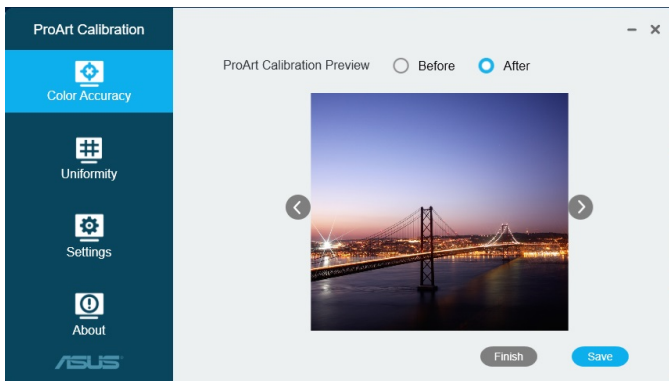 ProArt Calibration
Color Accuracy
Uniformity
Settings
About
ASUS
ProArt Calibration Preview Before After
Finish Save